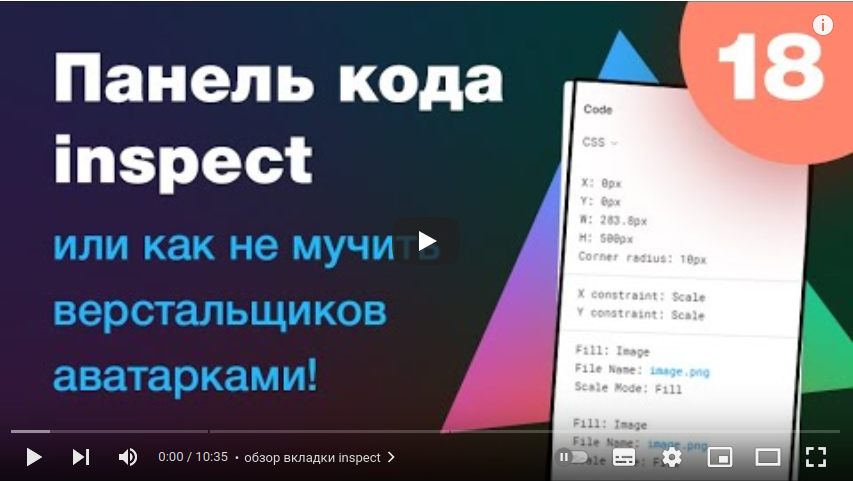 Панель кода
inspect
или как не мучить
верстальщиков
аватарками!
18
Code
CSS
X: 0px
Y: 0px
W: 283.8px
H: 500px
Corner radius: 10px
X constraint: Scale
Y constraint: Scale
Fill: Image
File Name: image.png
Scale Mode: Fill
Fill: Image
File Name: image.png
0:00 / 10:35 • обзор вкладки inspect